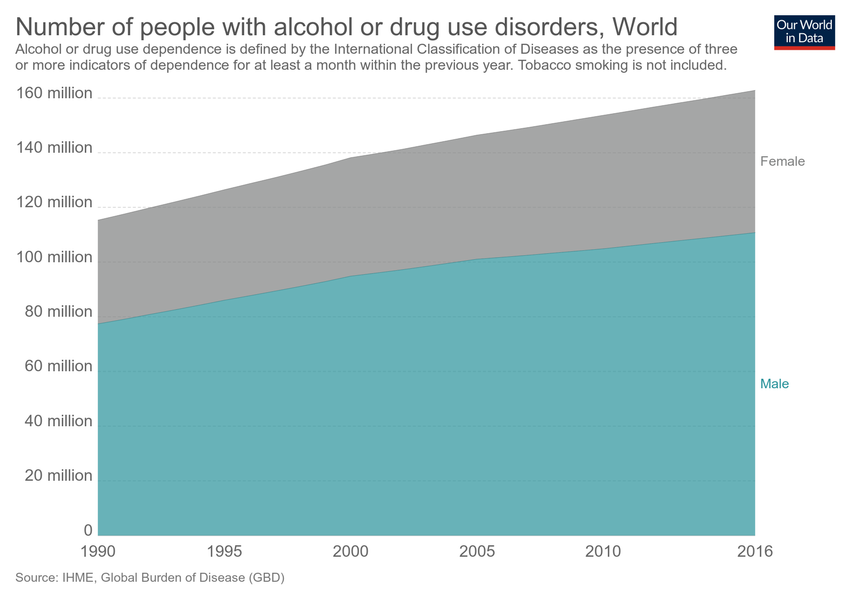 Number of people with alcohol or drug use disorders, World
Our World
in Data
Alcohol or drug use dependence is defined by the International Classification of Diseases as the presence of three
or more indicators of dependence for at least a month within the previous year. Tobacco smoking is not included.
160 million
140 million
Female
120 million
100 million
80 million
60 million
Male
40 million
20 million
0
1990 1995 2000 2005 2010 2016
Source: IHME, Global Burden of Disease (GBD)